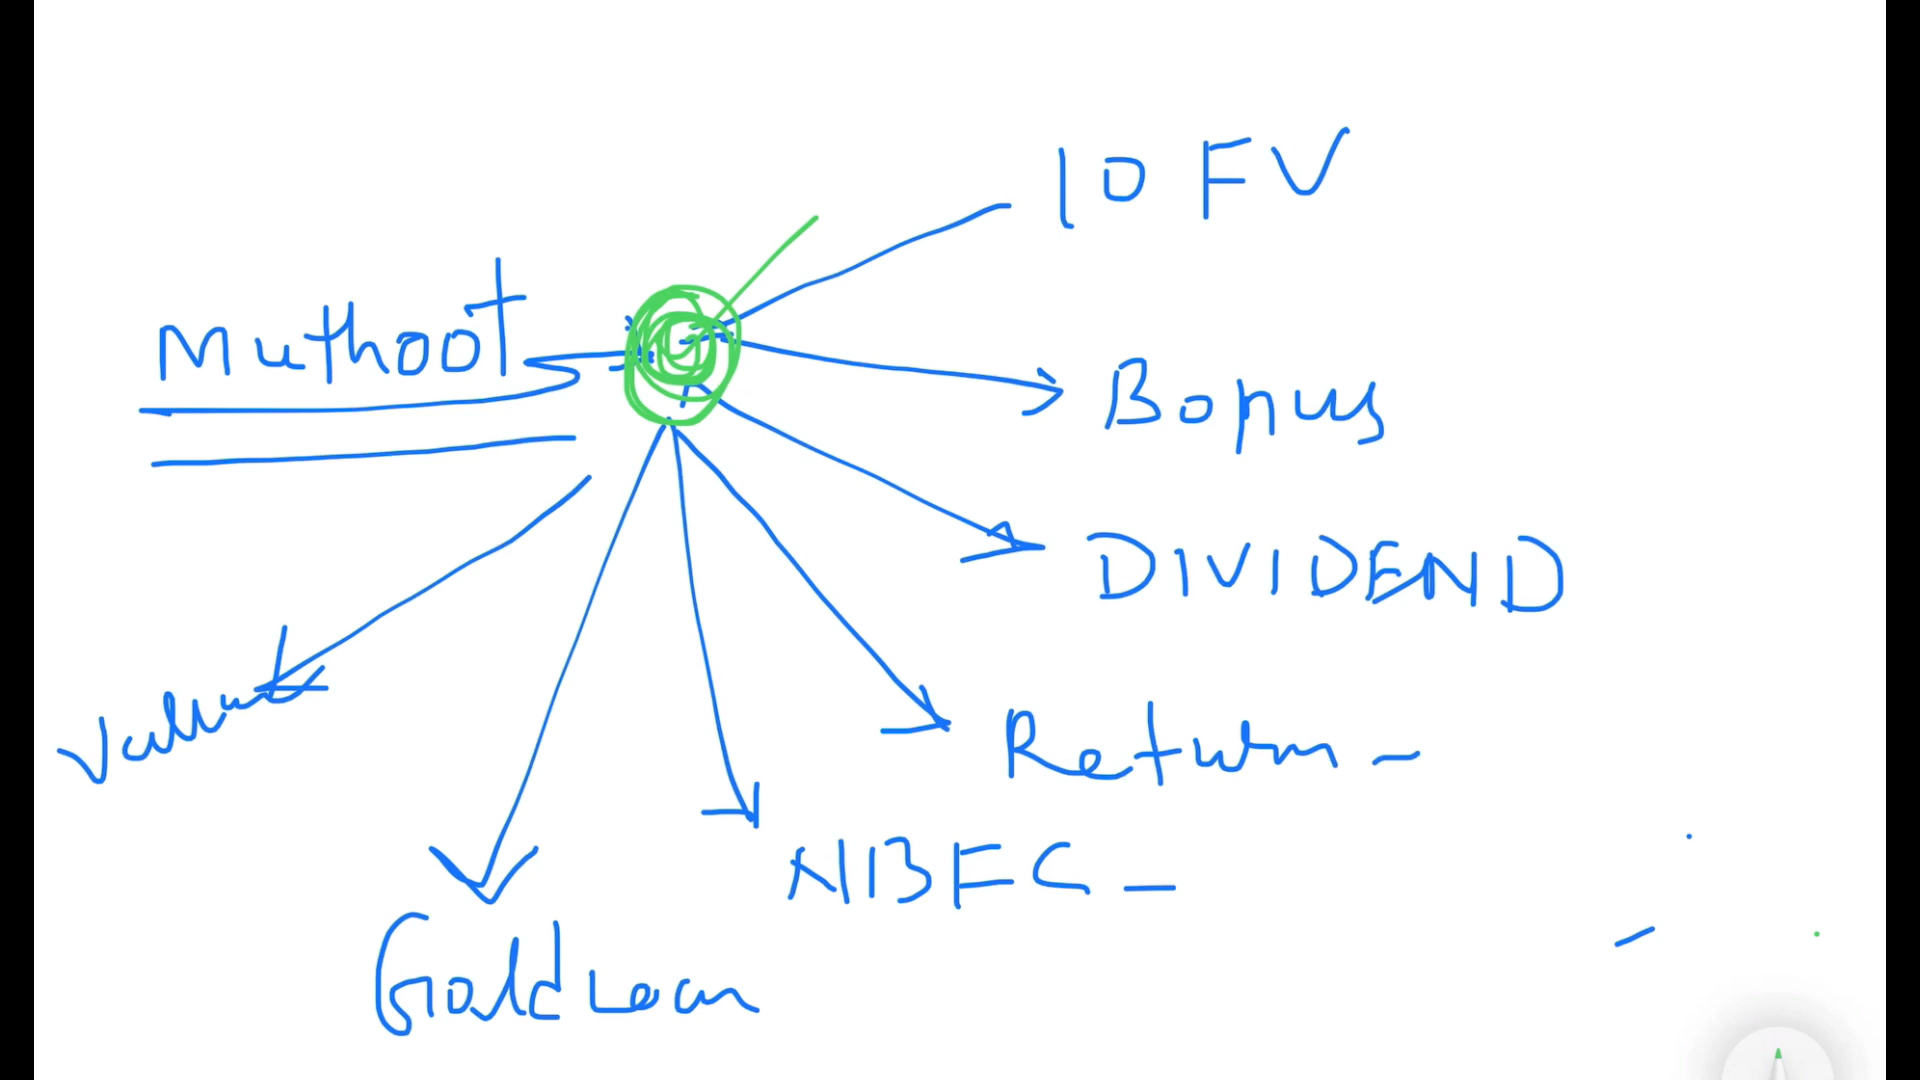 10 FV
Muthoot
Bonus
DIVIDEND
Return -
NBFC -
Gold Loan